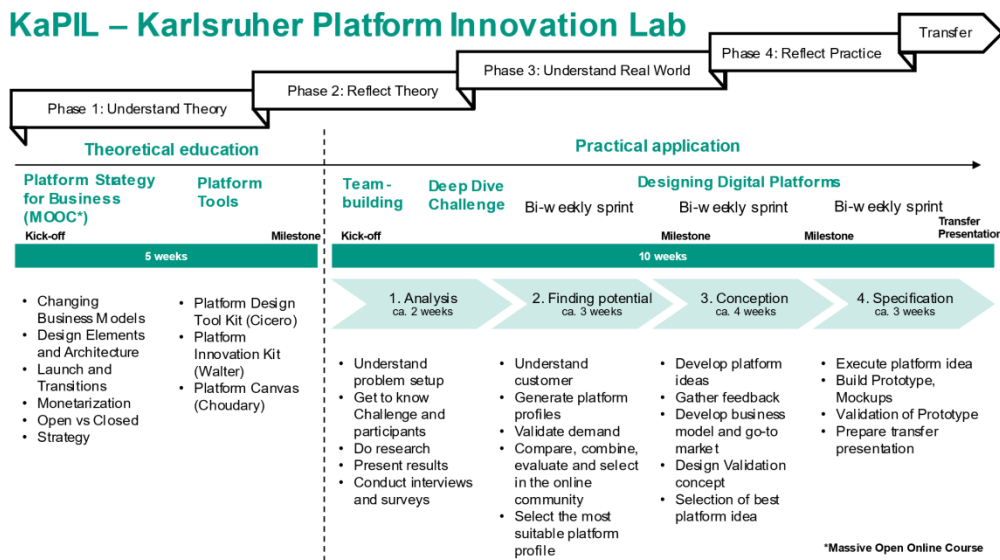 KaPIL – Karlsruher Platform Innovation Lab
Transfer
Phase 4: Reflect Practice
Phase 3: Understand Real World
Phase 2: Reflect Theory
Phase 1: Understand Theory
Theoretical education
Practical application
Platform Strategy
for Business
(MOOC*)
Platform
Tools
Team-
building
Deep Dive
Challenge
Designing Digital Platforms
Bi-weekly sprint
Bi-weekly sprint
Bi-weekly sprint
Kick-off
Milestone
Kick-off
Milestone
Milestone
Transfer
Presentation
5 weeks
10 weeks
• Changing
Business Models
• Design Elements
and Architecture
• Launch and
Transitions
• Monetarization
• Open vs Closed
• Strategy
• Platform Design
Tool Kit (Cicero)
• Platform
Innovation Kit
(Walter)
• Platform Canvas
(Choudary)
1. Analysis
ca. 2 weeks
• Understand
problem setup
• Get to know
Challenge and
participants
• Do research
• Present results
• Conduct interviews
and surveys
2. Finding potential
ca. 3 weeks
• Understand
customer
• Generate platform
profiles
• Validate demand
• Compare, combine,
evaluate and select
in the online
community
• Select the most
suitable platform
profile
3. Conception
ca. 4 weeks
• Develop platform
ideas
• Gather feedback
• Develop business
model and go-to
market
• Design Validation
concept
• Selection of best
platform idea
4. Specification
ca. 3 weeks
• Execute platform idea
• Build Prototype,
Mockups
• Validation of Prototype
• Prepare transfer
presentation
*Massive Open Online Course